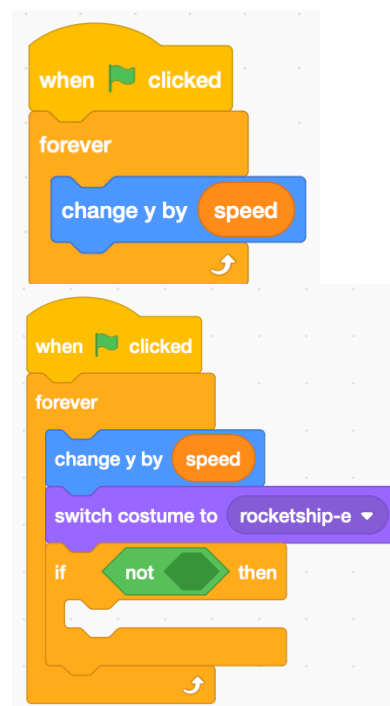 when clicked
forever
change y by speed
when clicked
forever
change y by speed
switch costume to rocketship-e
if not then